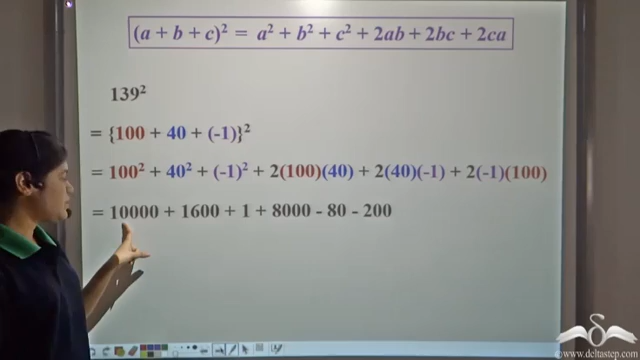 (a + b + c)² = a² + b² + c² + 2ab + 2bc + 2ca
139²
= {100 + 40 + (-1)}²
= 100² + 40² + (-1)² + 2(100)(40) + 2(40)(-1) + 2(-1)(100)
= 10000 + 1600 + 1 + 8000 - 80 - 200
www.deltastep.com